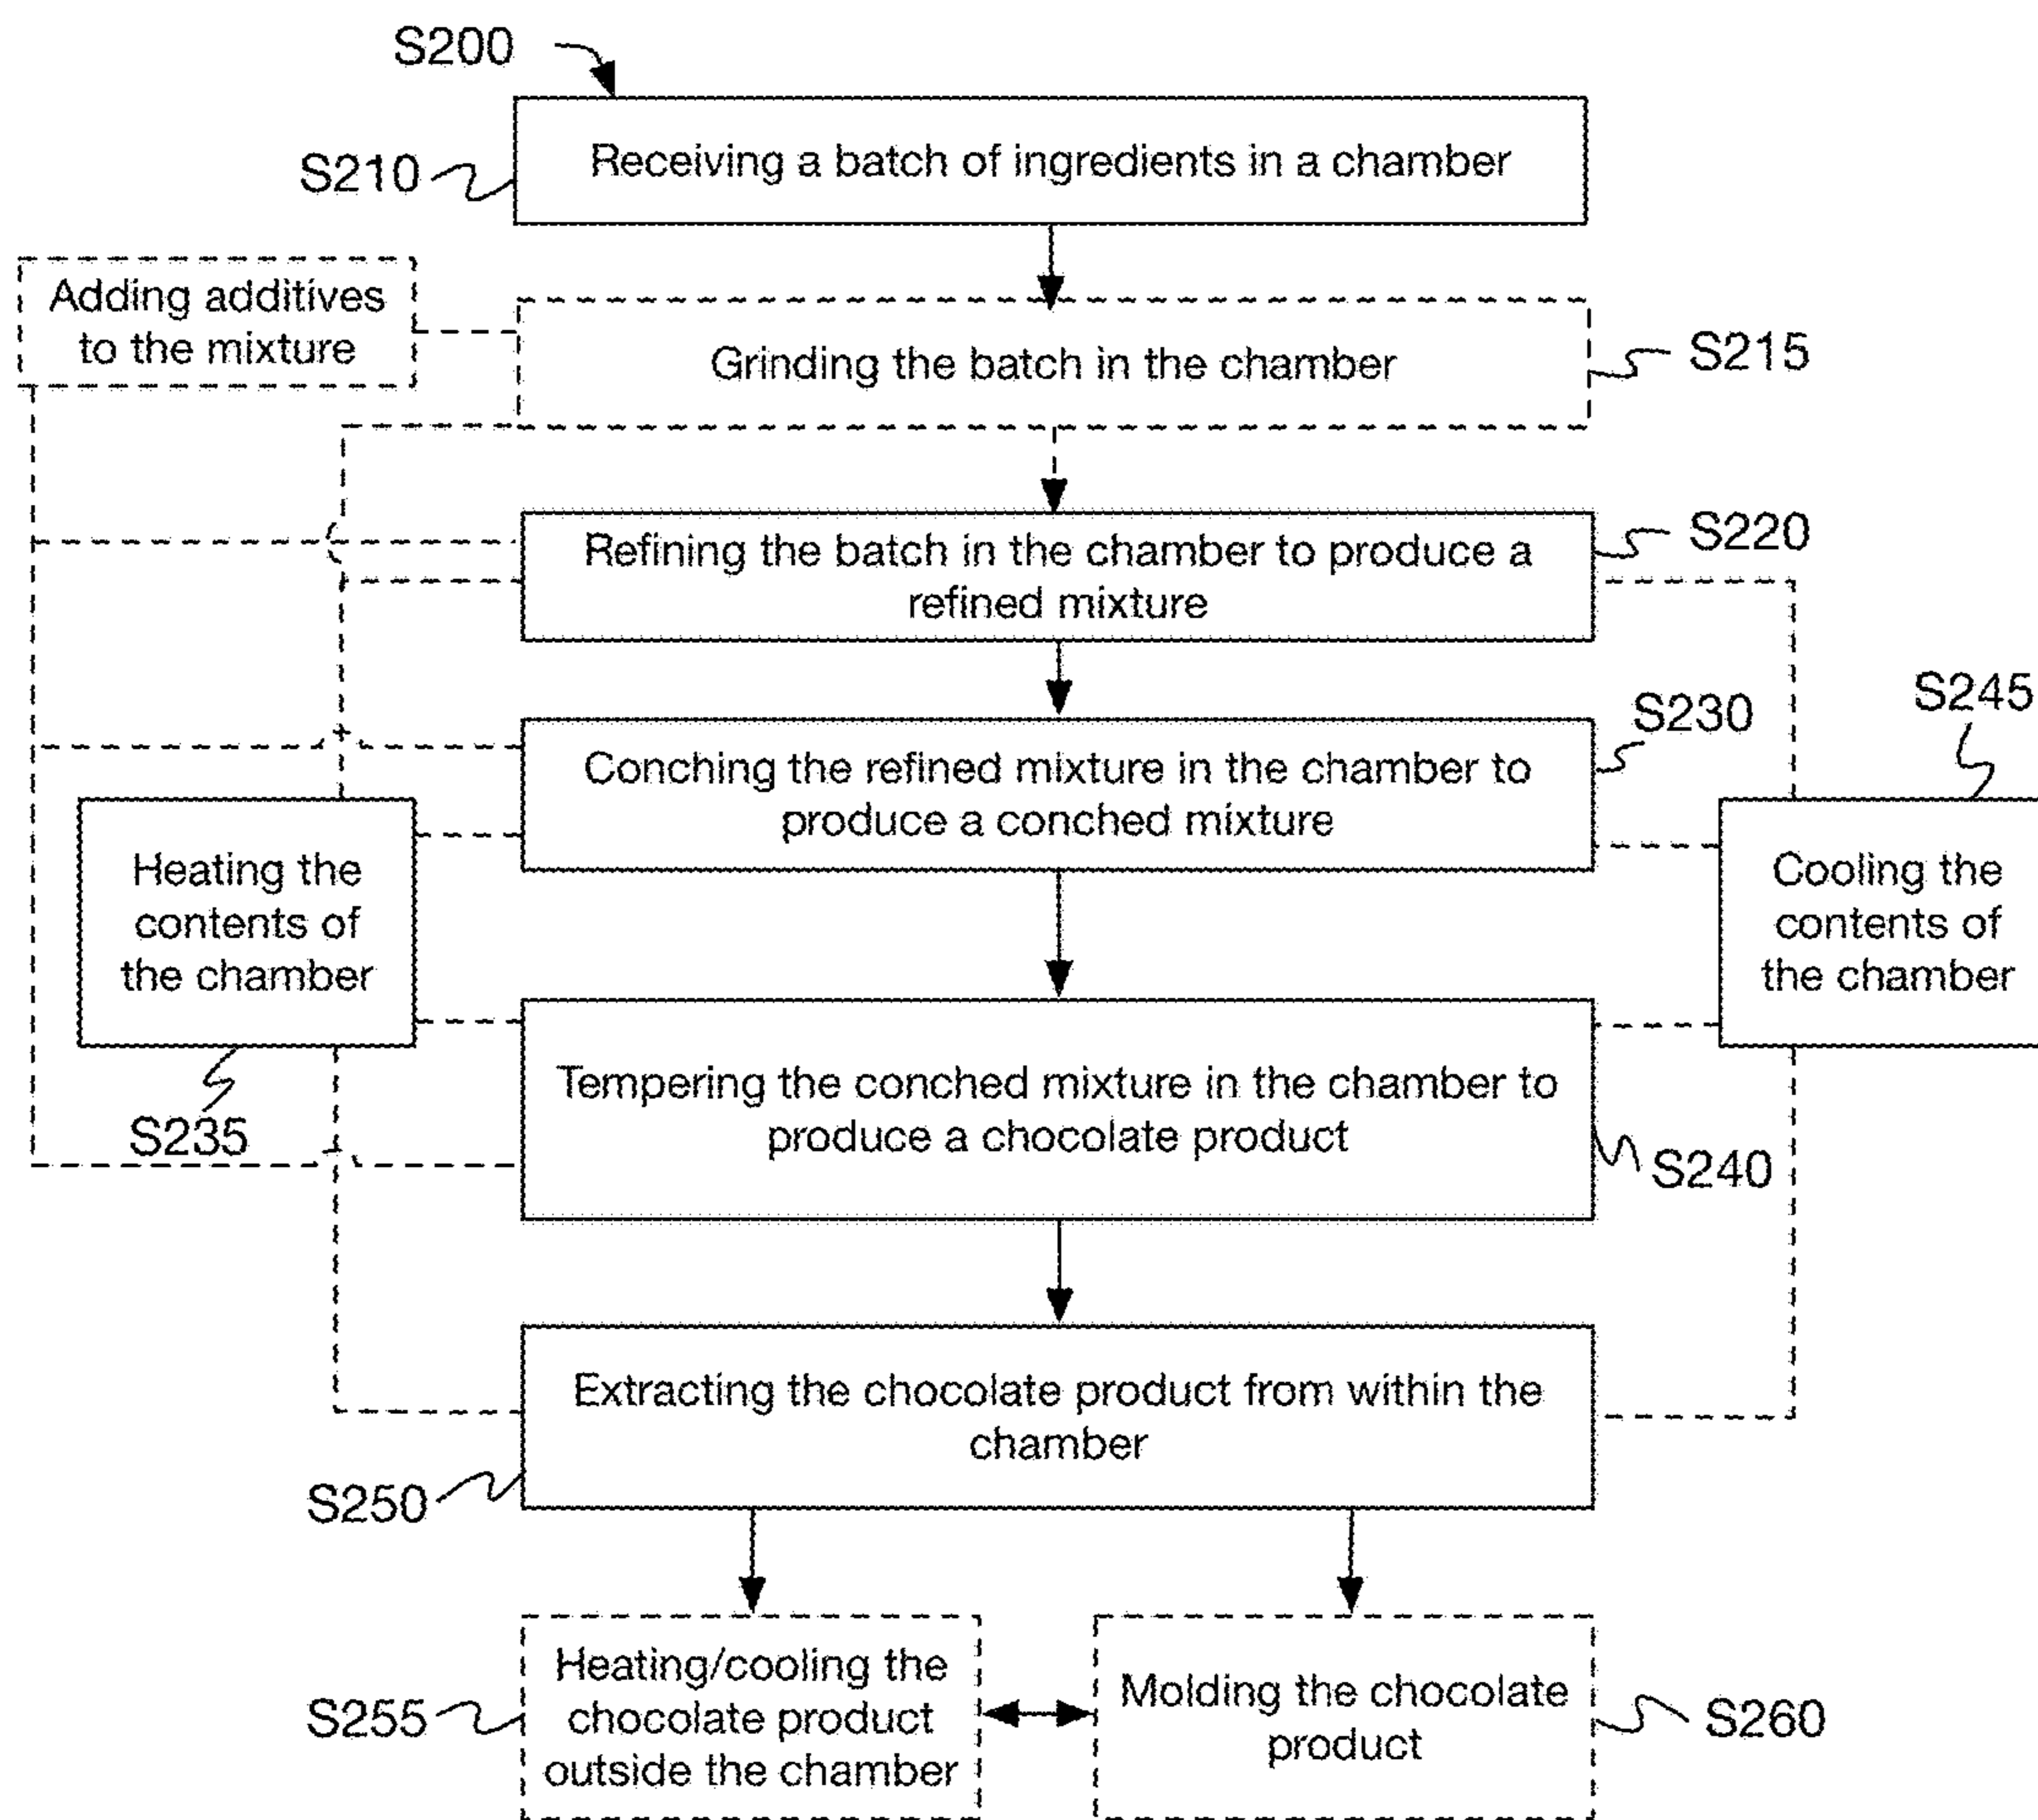 S200
Receiving a batch of ingredients in a chamber
S210
Adding additives
to the mixture
Grinding the batch in the chamber
S215
Refining the batch in the chamber to produce a
refined mixture
S220
Conching the refined mixture in the chamber to
produce a conched mixture
S230
S245
Heating the
contents of
the chamber
S235
Cooling the
contents of
the chamber
Tempering the conched mixture in the chamber to
produce a chocolate product
S240
Extracting the chocolate product from within the
chamber
S250
Heating/cooling the
chocolate product
outside the chamber
S255
Molding the chocolate
product
S260